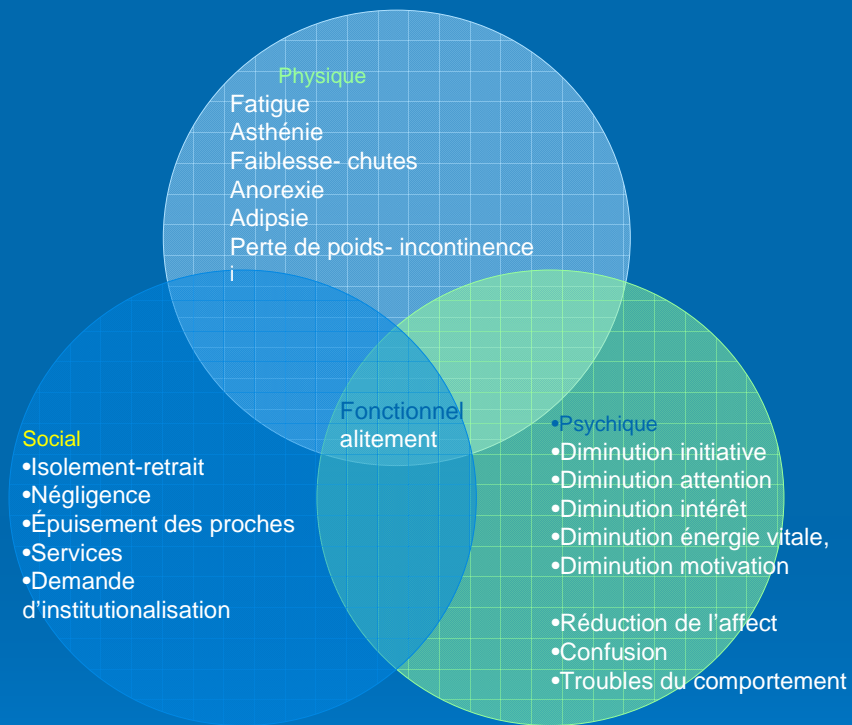 Physique
Fatigue
Asthénie
Faiblesse- chutes
Anorexie
Adipsie
Perte de poids- incontinence
i
Fonctionnel
alitement
Social
•Isolement-retrait
•Négligence
•Épuisement des proches
•Services
•Demande
d’institutionalisation
•Psychique
•Diminution initiative
•Diminution attention
•Diminution intérêt
•Diminution énergie vitale,
•Diminution motivation
•Réduction de l’affect
•Confusion
•Troubles du comportement